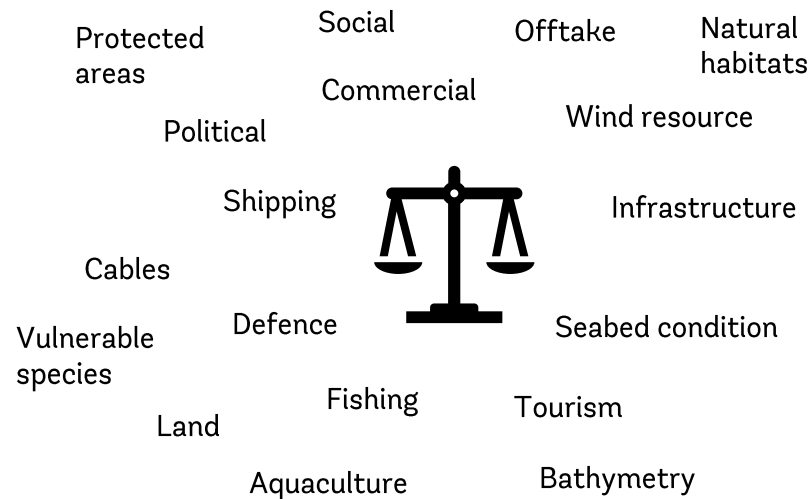 Social
Offtake
Natural
habitats
Protected
areas
Commercial
Wind resource
Political
Shipping
Infrastructure
Cables
Defence
Seabed condition
Vulnerable
species
Fishing
Tourism
Land
Aquaculture
Bathymetry